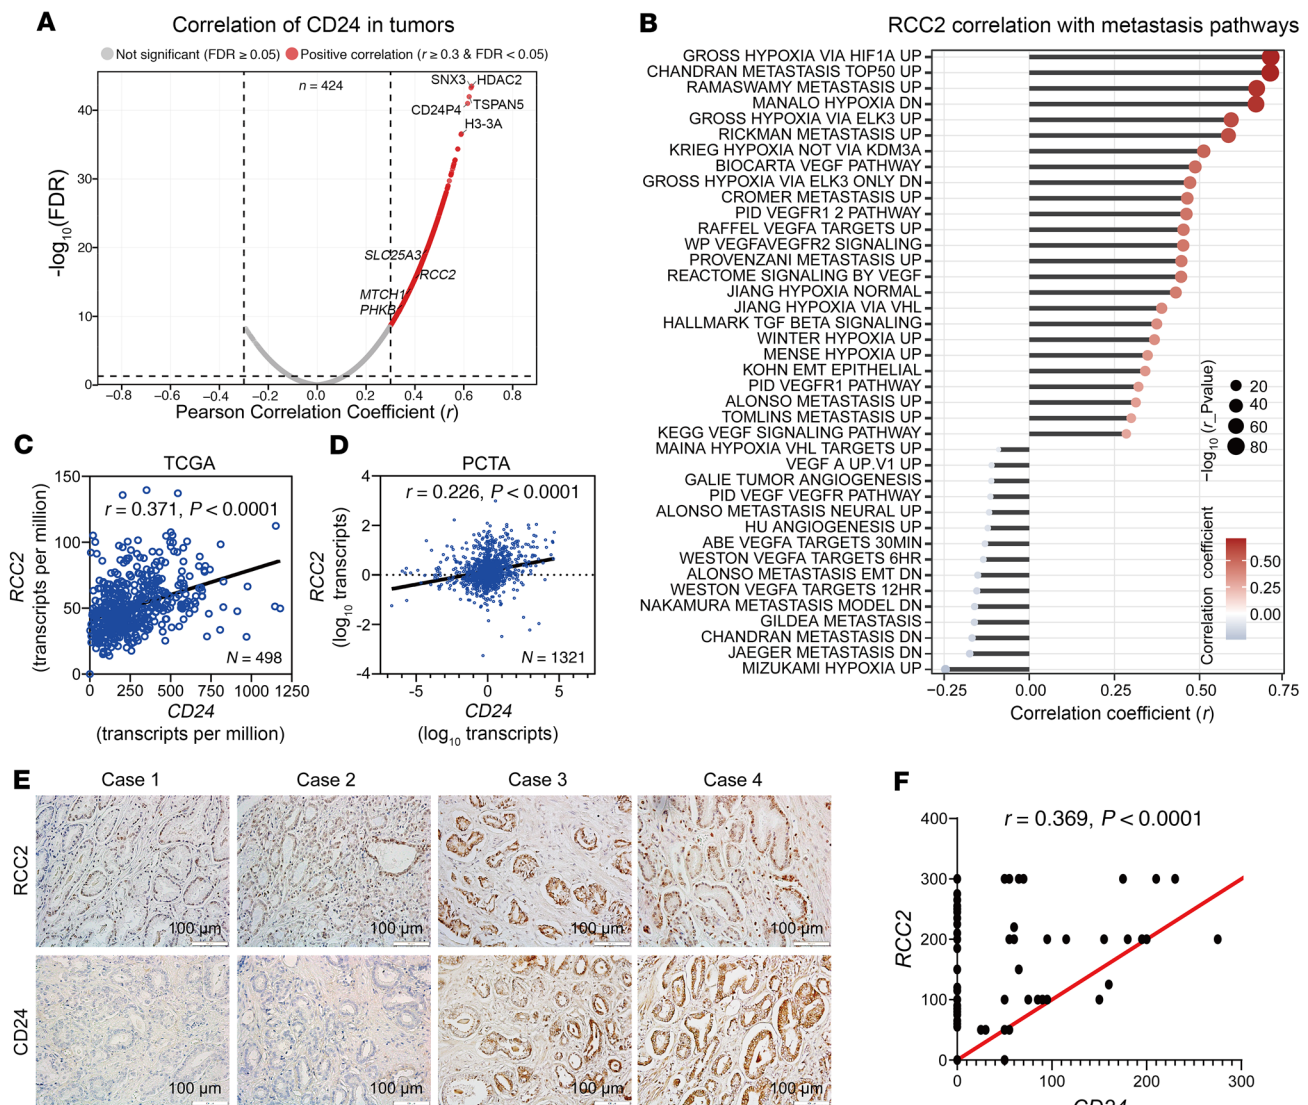 A
Correlation of CD24 in tumors
Not significant (FDR ≥ 0.05)
Positive correlation (r ≥ 0.3 & FDR < 0.05)
n = 424
SNX3
HDAC2
CD24P4
TSPAN5
H3-3A
SLC25A3
RCC2
MTCH1
PHKB
-log10(FDR)
40
30
20
10
0
−0.8
−0.6
−0.4
−0.2
0.0
0.2
0.4
0.6
0.8
Pearson Correlation Coefficient (r)
B
RCC2 correlation with metastasis pathways
GROSS HYPOXIA VIA HIF1A UP
CHANDRAN METASTASIS TOP50 UP
RAMASWAMY METASTASIS UP
MANALO HYPOXIA DN
GROSS HYPOXIA VIA ELK3 UP
RICKMAN METASTASIS UP
KRIEG HYPOXIA NOT VIA KDM3A
BIOCARTA VEGF PATHWAY
GROSS HYPOXIA VIA ELK3 ONLY DN
CROMER METASTASIS UP
PID VEGFR1 2 PATHWAY
RAFFEL VEGFA TARGETS UP
WP VEGFAVEGFR2 SIGNALING
PROVENZANI METASTASIS UP
REACTOME SIGNALING BY VEGF
JIANG HYPOXIA NORMAL
JIANG HYPOXIA VIA VHL
HALLMARK TGF BETA SIGNALING
WINTER HYPOXIA UP
MENSE HYPOXIA UP
KOHN EMT EPITHELIAL
PID VEGFR1 PATHWAY
ALONSO METASTASIS UP
TOMLINS METASTASIS UP
KEGG VEGF SIGNALING PATHWAY
MAINA HYPOXIA VHL TARGETS UP
VEGF A UP.V1 UP
GALIE TUMOR ANGIOGENESIS
PID VEGF VEGFR PATHWAY
ALONSO METASTASIS NEURAL UP
HU ANGIOGENESIS UP
ABE VEGFA TARGETS 30MIN
WESTON VEGFA TARGETS 6HR
ALONSO METASTASIS EMT DN
WESTON VEGFA TARGETS 12HR
NAKAMURA METASTASIS MODEL DN
GILDEA METASTASIS
CHANDRAN METASTASIS DN
JAEGER METASTASIS DN
MIZUKAMI HYPOXIA UP
−0.25
0.00
0.25
0.50
0.75
Correlation coefficient (r)
−log10 (r_Pvalue)
20
40
60
80
Correlation coefficient
0.50
0.25
0.00
C
TCGA
r = 0.371, P < 0.0001
N = 498
RCC2
(transcripts per million)
150
100
50
0
0
250
500
750
1000
1250
CD24
(transcripts per million)
D
PCTA
r = 0.226, P < 0.0001
N = 1321
RCC2
(log10 transcripts)
4
2
0
-2
-4
-5
0
5
CD24
(log10 transcripts)
E
Case 1
Case 2
Case 3
Case 4
RCC2
100 µm
100 µm
100 µm
100 µm
CD24
100 µm
100 µm
100 µm
100 µm
F
r = 0.369, P < 0.0001
RCC2
400
300
200
100
0
0
100
200
300
CD24